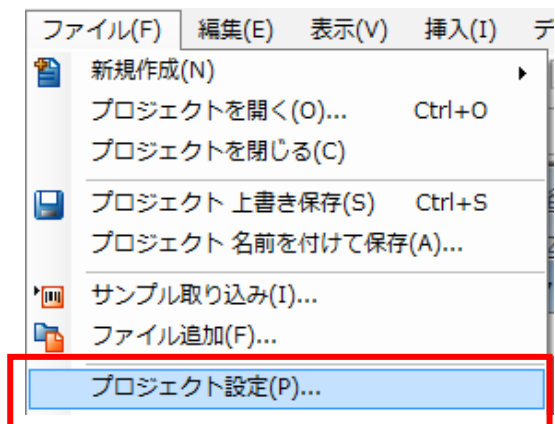 ファイル(F) 編集(E) 表示(V) 挿入(I) デ
新規作成(N)
プロジェクトを開く(O)... Ctrl+O
プロジェクトを閉じる(C)
プロジェクト 上書き保存(S) Ctrl+S
プロジェクト 名前を付けて保存(A)...
サンプル取り込み(I)...
ファイル追加(F)...
プロジェクト設定(P)...